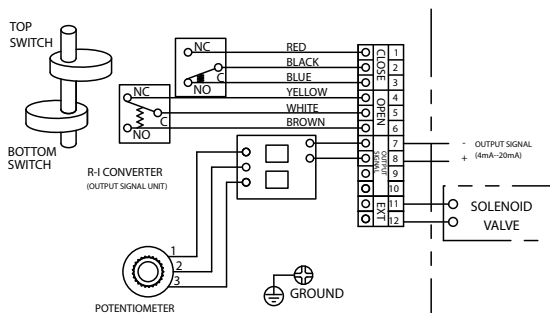 TOP
SWITCH
BOTTOM
SWITCH
NC
C
NO
NC
C
NO
RED
BLACK
BLUE
YELLOW
WHITE
BROWN
CLOSE
OPEN
OUTPUT
SIGNAL
EXT
1
2
3
4
5
6
7
8
9
10
11
12
- OUTPUT SIGNAL
+ (4mA--20mA)
SOLENOID
VALVE
R-I CONVERTER
(OUTPUT SIGNAL UNIT)
1
2
3
POTENTIOMETER
GROUND